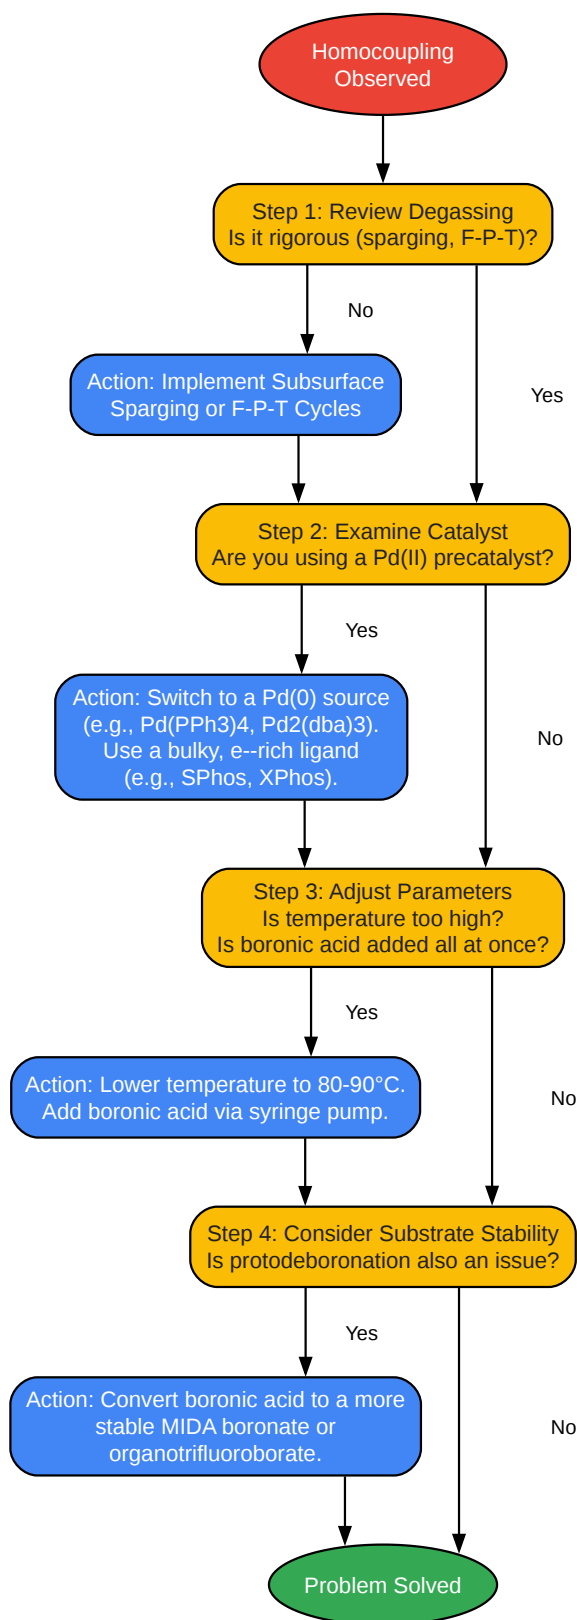 Homocoupling
Observed
Step 1: Review Degassing
Is it rigorous (sparging, F-P-T)?
No
Action: Implement Subsurface
Sparging or F-P-T Cycles
Yes
Step 2: Examine Catalyst
Are you using a Pd(II) precatalyst?
Yes
Action: Switch to a Pd(0) source
(e.g., Pd(PPh3)4, Pd2(dba)3).
Use a bulky, e--rich ligand
(e.g., SPhos, XPhos).
No
Step 3: Adjust Parameters
Is temperature too high?
Is boronic acid added all at once?
Yes
Action: Lower temperature to 80-90°C.
Add boronic acid via syringe pump.
No
Step 4: Consider Substrate Stability
Is protodeboronation also an issue?
Yes
Action: Convert boronic acid to a more
stable MIDA boronate or
organotrifluoroborate.
No
Problem Solved